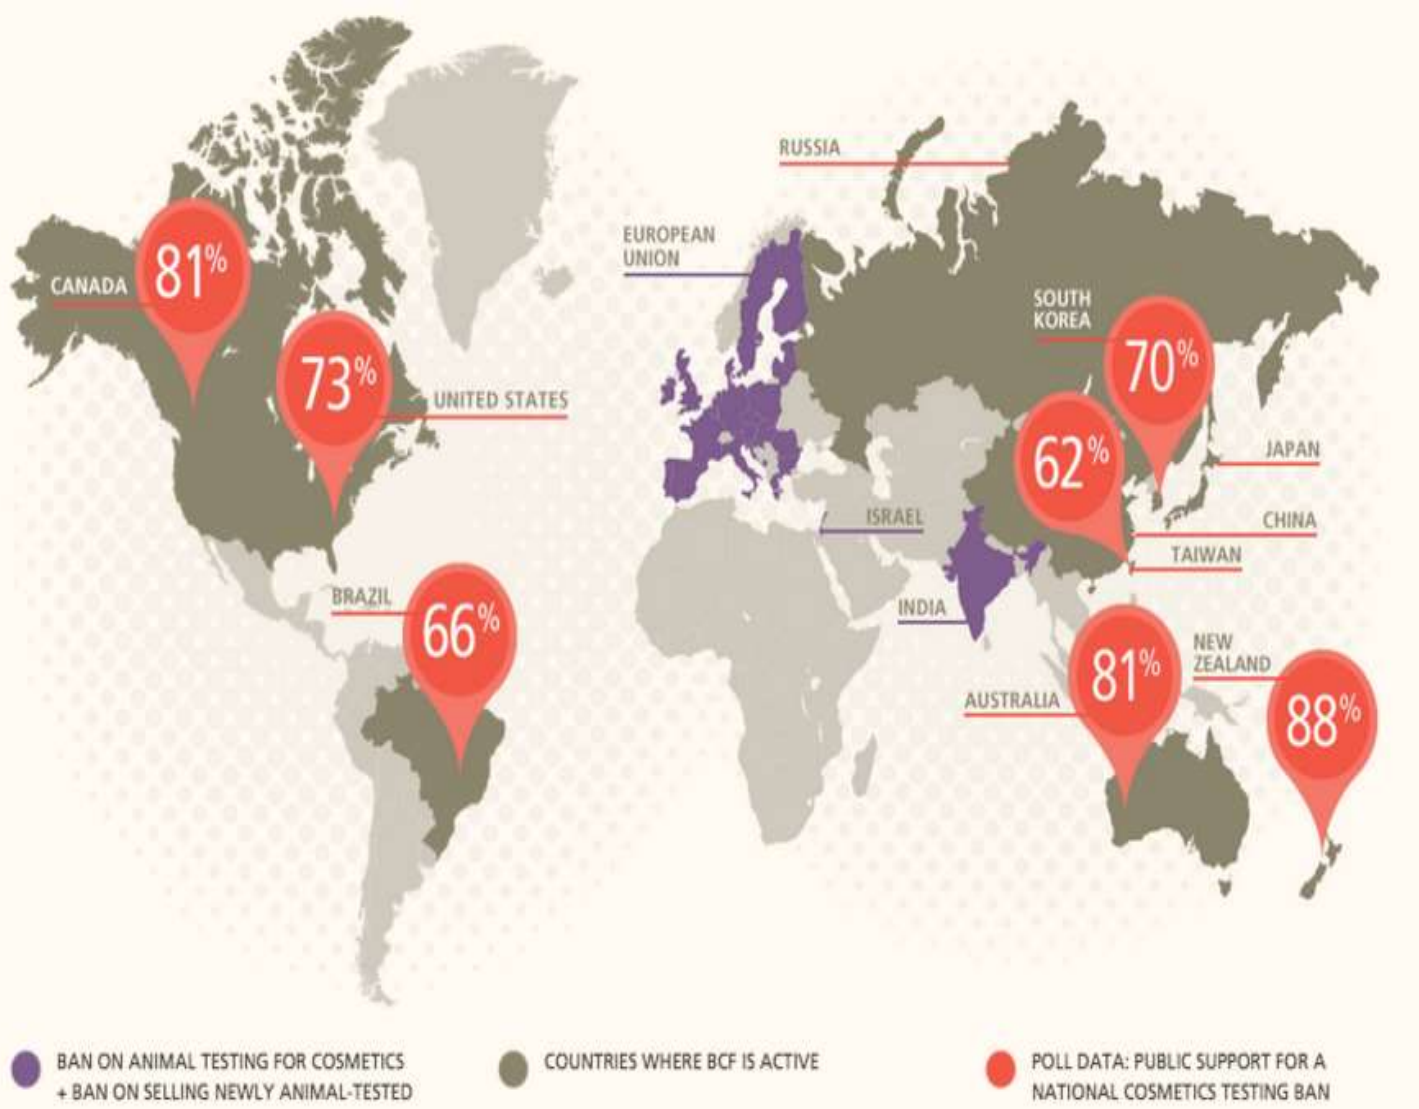 RUSSIA
EUROPEAN
UNION
CANADA
81%
SOUTH
KOREA
70%
73%
UNITED STATES
62%
JAPAN
ISRAEL
CHINA
TAIWAN
BRAZIL
66%
INDIA
NEW
ZEALAND
81%
AUSTRALIA
88%
BAN ON ANIMAL TESTING FOR COSMETICS
+ BAN ON SELLING NEWLY ANIMAL-TESTED
COUNTRIES WHERE BCF IS ACTIVE
POLL DATA: PUBLIC SUPPORT FOR A
NATIONAL COSMETICS TESTING BAN